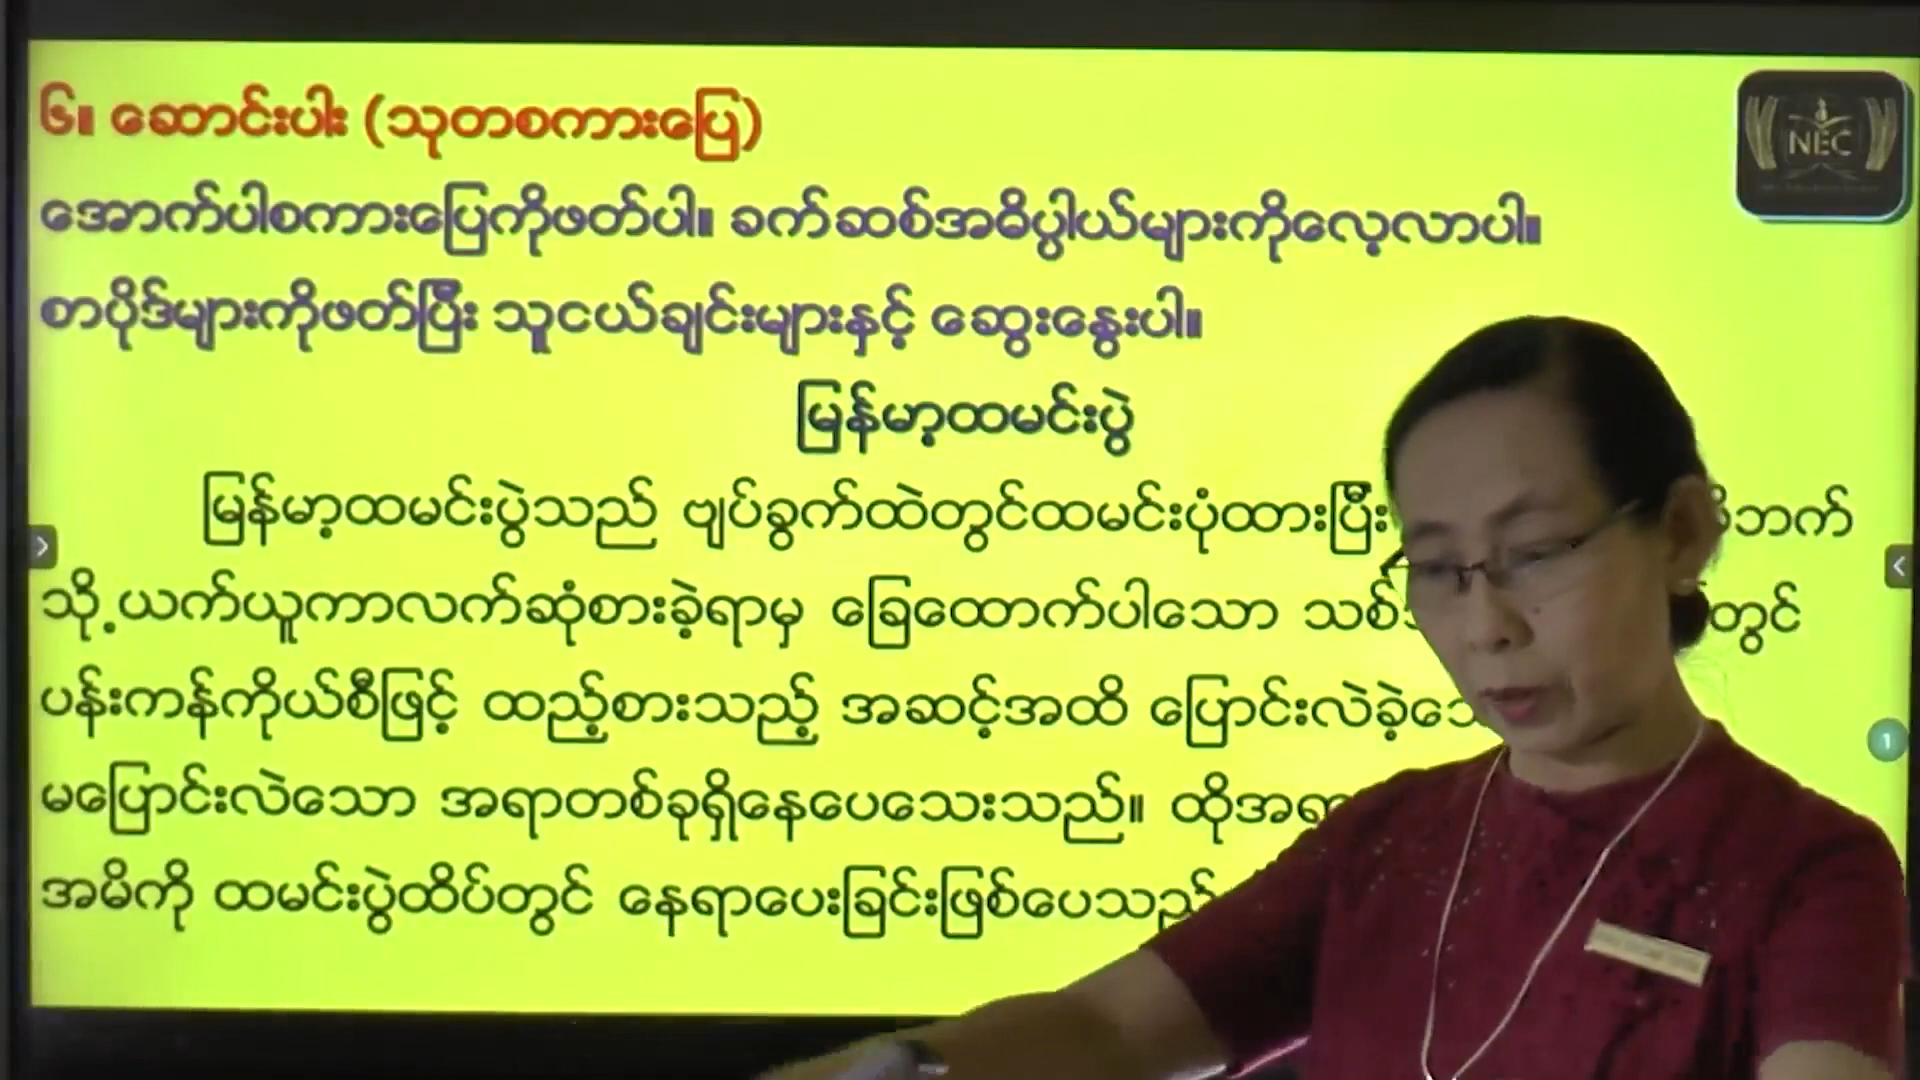 ၆။ ဆောင်းပါး (သုတစကားပြေ)
NEC
အောက်ပါစကားပြေကိုဖတ်ပါ။ ခက်ဆစ်အဓိပ္ပါယ်များကိုလေ့လာပါ။
စာပိုဒ်များကိုဖတ်ပြီး သူငယ်ချင်းများနှင့် ဆွေးနွေးပါ။
မြန်မာ့ထမင်းပွဲ
မြန်မာ့ထမင်းပွဲသည် ဗျပ်ခွက်ထဲတွင်ထမင်းပုံထားပြီး
သို့ယက်ယူကာလက်ဆုံစားခဲ့ရာမှ ခြေထောက်ပါသော တွင်
ပန်းကန်ကိုယ်စီဖြင့် ထည့်စားသည့် အဆင့်အထိ
မပြောင်းလဲသော အရာတစ်ခုရှိနေပေသေးသည်။
အမိကို ထမင်းပွဲထိပ်တွင် နေရာပေးခြင်းဖြစ်ပေသည်
1